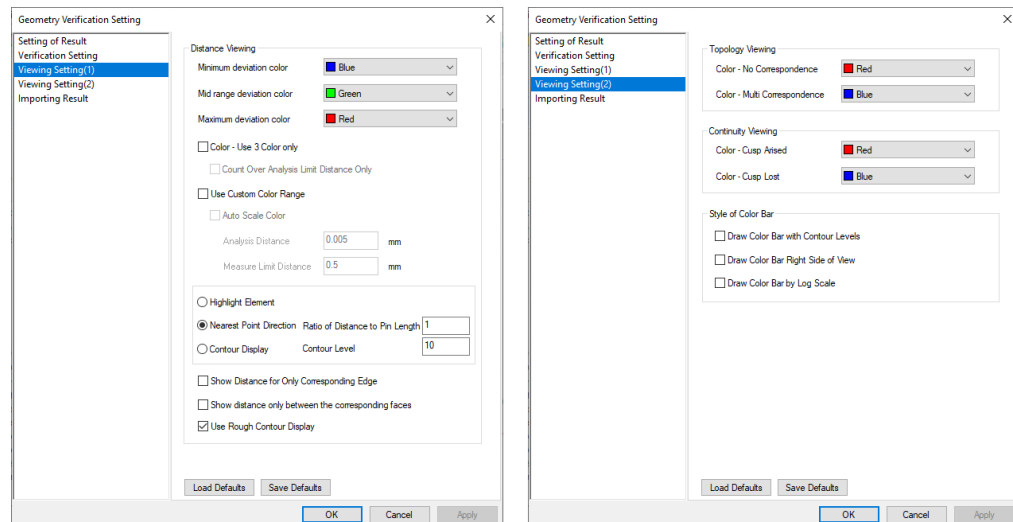 Geometry Verification Setting
Setting of Result
Verification Setting
Viewing Setting(1)
Viewing Setting(2)
Importing Result
Distance Viewing
Minimum deviation color Blue
Mid range deviation color Green
Maximum deviation color Red
Color - Use 3 Color only
Count Over Analysis Limit Distance Only
Use Custom Color Range
Auto Scale Color
Analysis Distance 0.005 mm
Measure Limit Distance 0.5 mm
Highlight Element
Nearest Point Direction Ratio of Distance to Pin Length 1
Contour Display Contour Level 10
Show Distance for Only Corresponding Edge
Show distance only between the corresponding faces
Use Rough Contour Display
Load Defaults Save Defaults
OK Cancel Apply
Geometry Verification Setting
Setting of Result
Verification Setting
Viewing Setting(1)
Viewing Setting(2)
Importing Result
Topology Viewing
Color - No Correspondence Red
Color - Multi Correspondence Blue
Continuity Viewing
Color - Cusp Arised Red
Color - Cusp Lost Blue
Style of Color Bar
Draw Color Bar with Contour Levels
Draw Color Bar Right Side of View
Draw Color Bar by Log Scale
Load Defaults Save Defaults
OK Cancel Apply